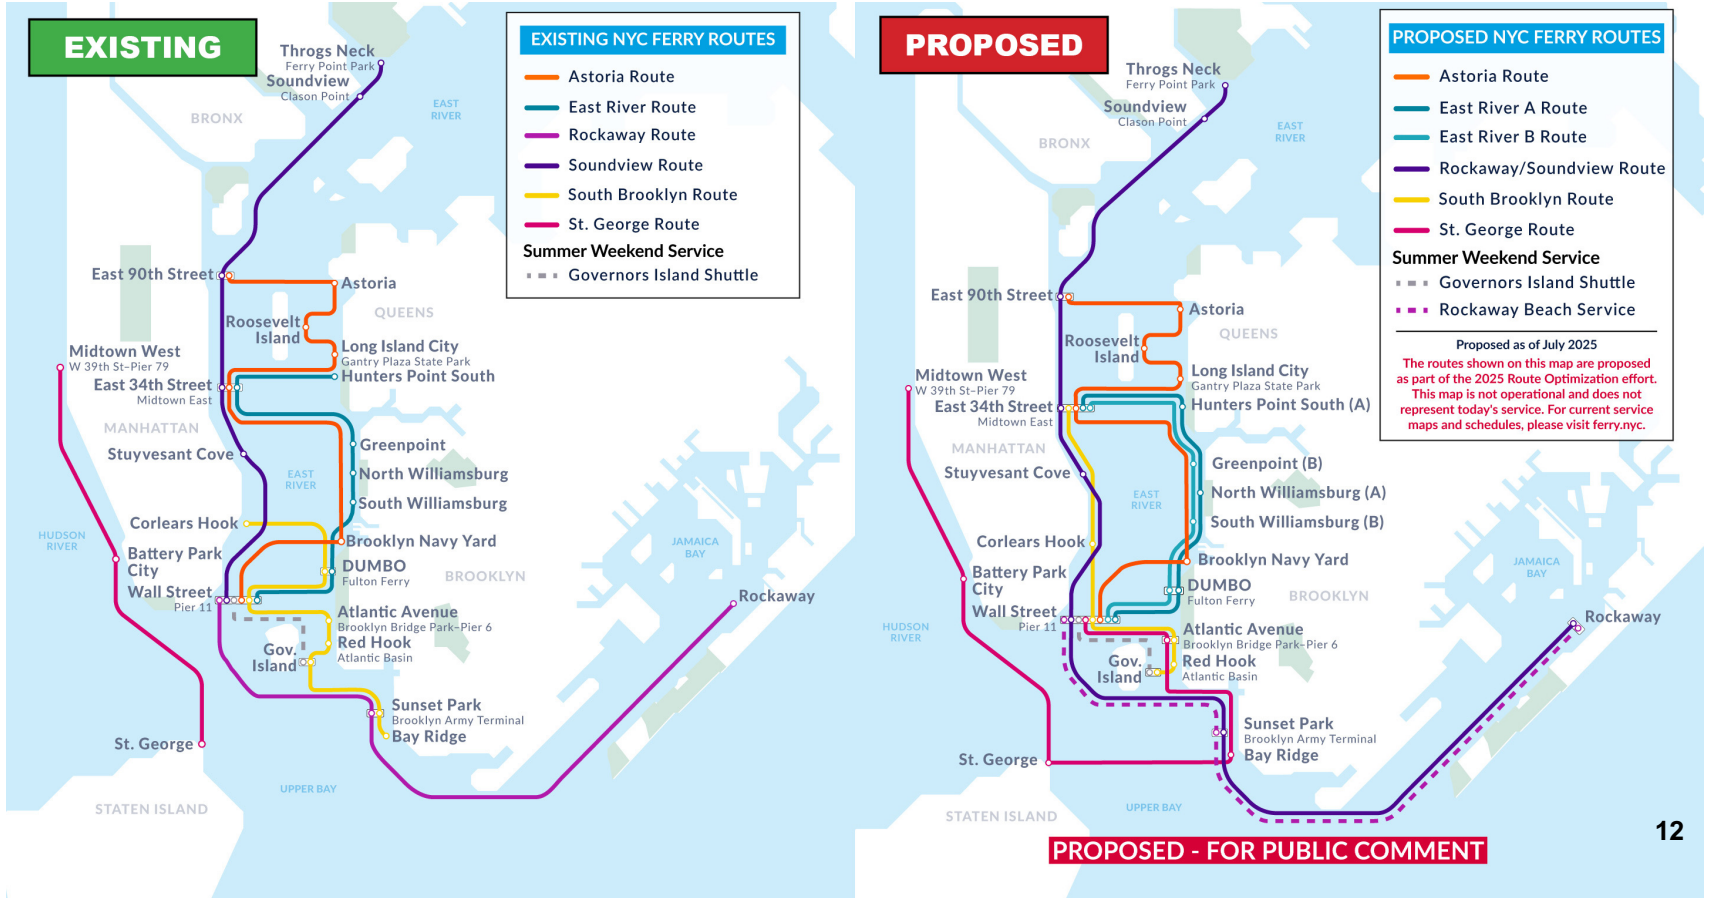 EXISTING
EXISTING NYC FERRY ROUTES
Astoria Route
East River Route
Rockaway Route
Soundview Route
South Brooklyn Route
St. George Route
Summer Weekend Service
Governors Island Shuttle
Throgs Neck
Ferry Point Park
Soundview
Clason Point
EAST
RIVER
BRONX
East 90th Street
Astoria
QUEENS
Roosevelt
Island
Midtown West
W 39th St–Pier 79
Long Island City
Gantry Plaza State Park
Hunters Point South
East 34th Street
Midtown East
MANHATTAN
Greenpoint
Stuyvesant Cove
EAST
RIVER
North Williamsburg
South Williamsburg
Corlears Hook
HUDSON
RIVER
Brooklyn Navy Yard
JAMAICA
BAY
Battery Park
City
DUMBO
Fulton Ferry
BROOKLYN
Wall Street
Pier 11
Rockaway
Atlantic Avenue
Brooklyn Bridge Park–Pier 6
Red Hook
Atlantic Basin
Gov.
Island
Sunset Park
Brooklyn Army Terminal
Bay Ridge
St. George
UPPER BAY
STATEN ISLAND
PROPOSED
PROPOSED NYC FERRY ROUTES
Astoria Route
East River A Route
East River B Route
Rockaway/Soundview Route
South Brooklyn Route
St. George Route
Summer Weekend Service
Governors Island Shuttle
Rockaway Beach Service
Proposed as of July 2025
The routes shown on this map are proposed
as part of the 2025 Route Optimization effort.
This map is not operational and does not
represent today's service. For current service
maps and schedules, please visit ferry.nyc.
Throgs Neck
Ferry Point Park
Soundview
Clason Point
EAST
RIVER
BRONX
East 90th Street
Astoria
QUEENS
Roosevelt
Island
Midtown West
W 39th St–Pier 79
Long Island City
Gantry Plaza State Park
East 34th Street
Midtown East
Hunters Point South (A)
MANHATTAN
Stuyvesant Cove
Greenpoint (B)
EAST
RIVER
North Williamsburg (A)
South Williamsburg (B)
Corlears Hook
Brooklyn Navy Yard
JAMAICA
BAY
Battery Park
City
DUMBO
Fulton Ferry
BROOKLYN
Wall Street
Pier 11
HUDSON
RIVER
Rockaway
Atlantic Avenue
Brooklyn Bridge Park–Pier 6
Gov.
Island
Red Hook
Atlantic Basin
Sunset Park
Brooklyn Army Terminal
Bay Ridge
St. George
UPPER BAY
STATEN ISLAND
12
PROPOSED - FOR PUBLIC COMMENT